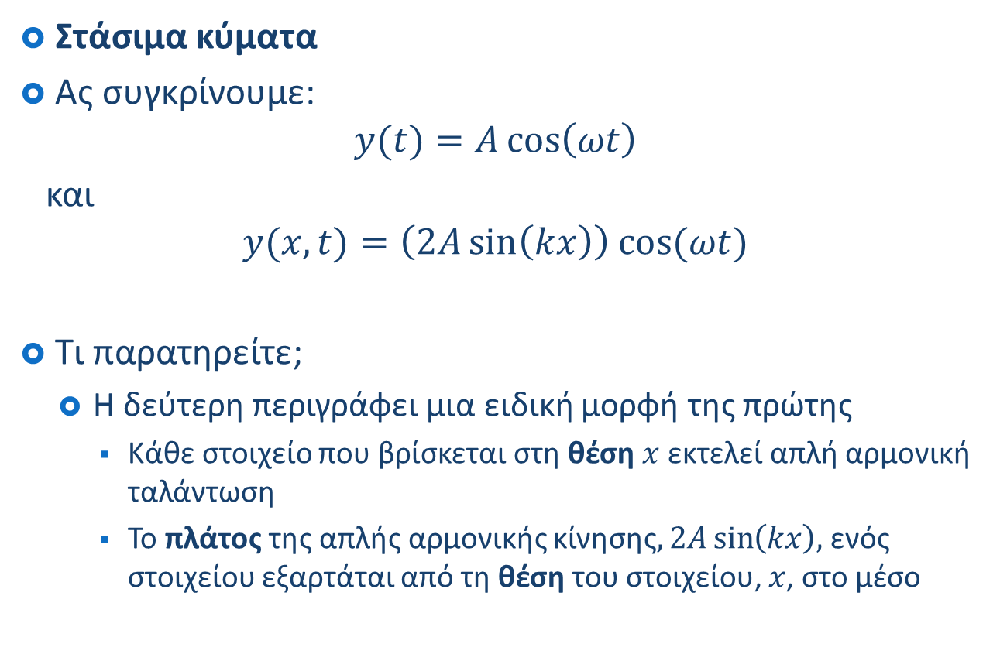 Στάσιμα κύματα
Ας συγκρίνουμε:
y(t) = A cos(ωt)
και
y(x, t) = (2A sin(kx)) cos(ωt)
Τι παρατηρείτε;
Η δεύτερη περιγράφει μια ειδική μορφή της πρώτης
Κάθε στοιχείο που βρίσκεται στη θέση x εκτελεί απλή αρμονική
ταλάντωση
Το πλάτος της απλής αρμονικής κίνησης, 2A sin(kx), ενός
στοιχείου εξαρτάται από τη θέση του στοιχείου, x, στο μέσο